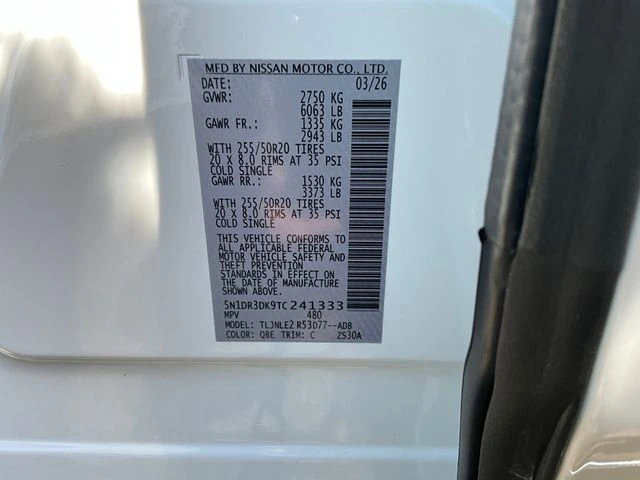 MFD BY NISSAN MOTOR CO., LTD.
DATE: 03/26
GVWR: 2750 KG
6063 LB
GAWR FR.: 1335 KG
2943 LB
WITH 255/50R20 TIRES
20 X 8.0 RIMS AT 35 PSI
COLD SINGLE
GAWR RR.: 1530 KG
3373 LB
WITH 255/50R20 TIRES
20 X 8.0 RIMS AT 35 PSI
COLD SINGLE
THIS VEHICLE CONFORMS TO
ALL APPLICABLE FEDERAL
MOTOR VEHICLE SAFETY
AND THEFT PREVENTION
STANDARDS IN EFFECT ON
THE DATE OF MANUFACTURE
SHOWN ABOVE.
5N1DR3DK9TC241333
MPV 480
MODEL: TLJNLE2 R53D77--ADB
COLOR: QBE TRIM: C ZS30A